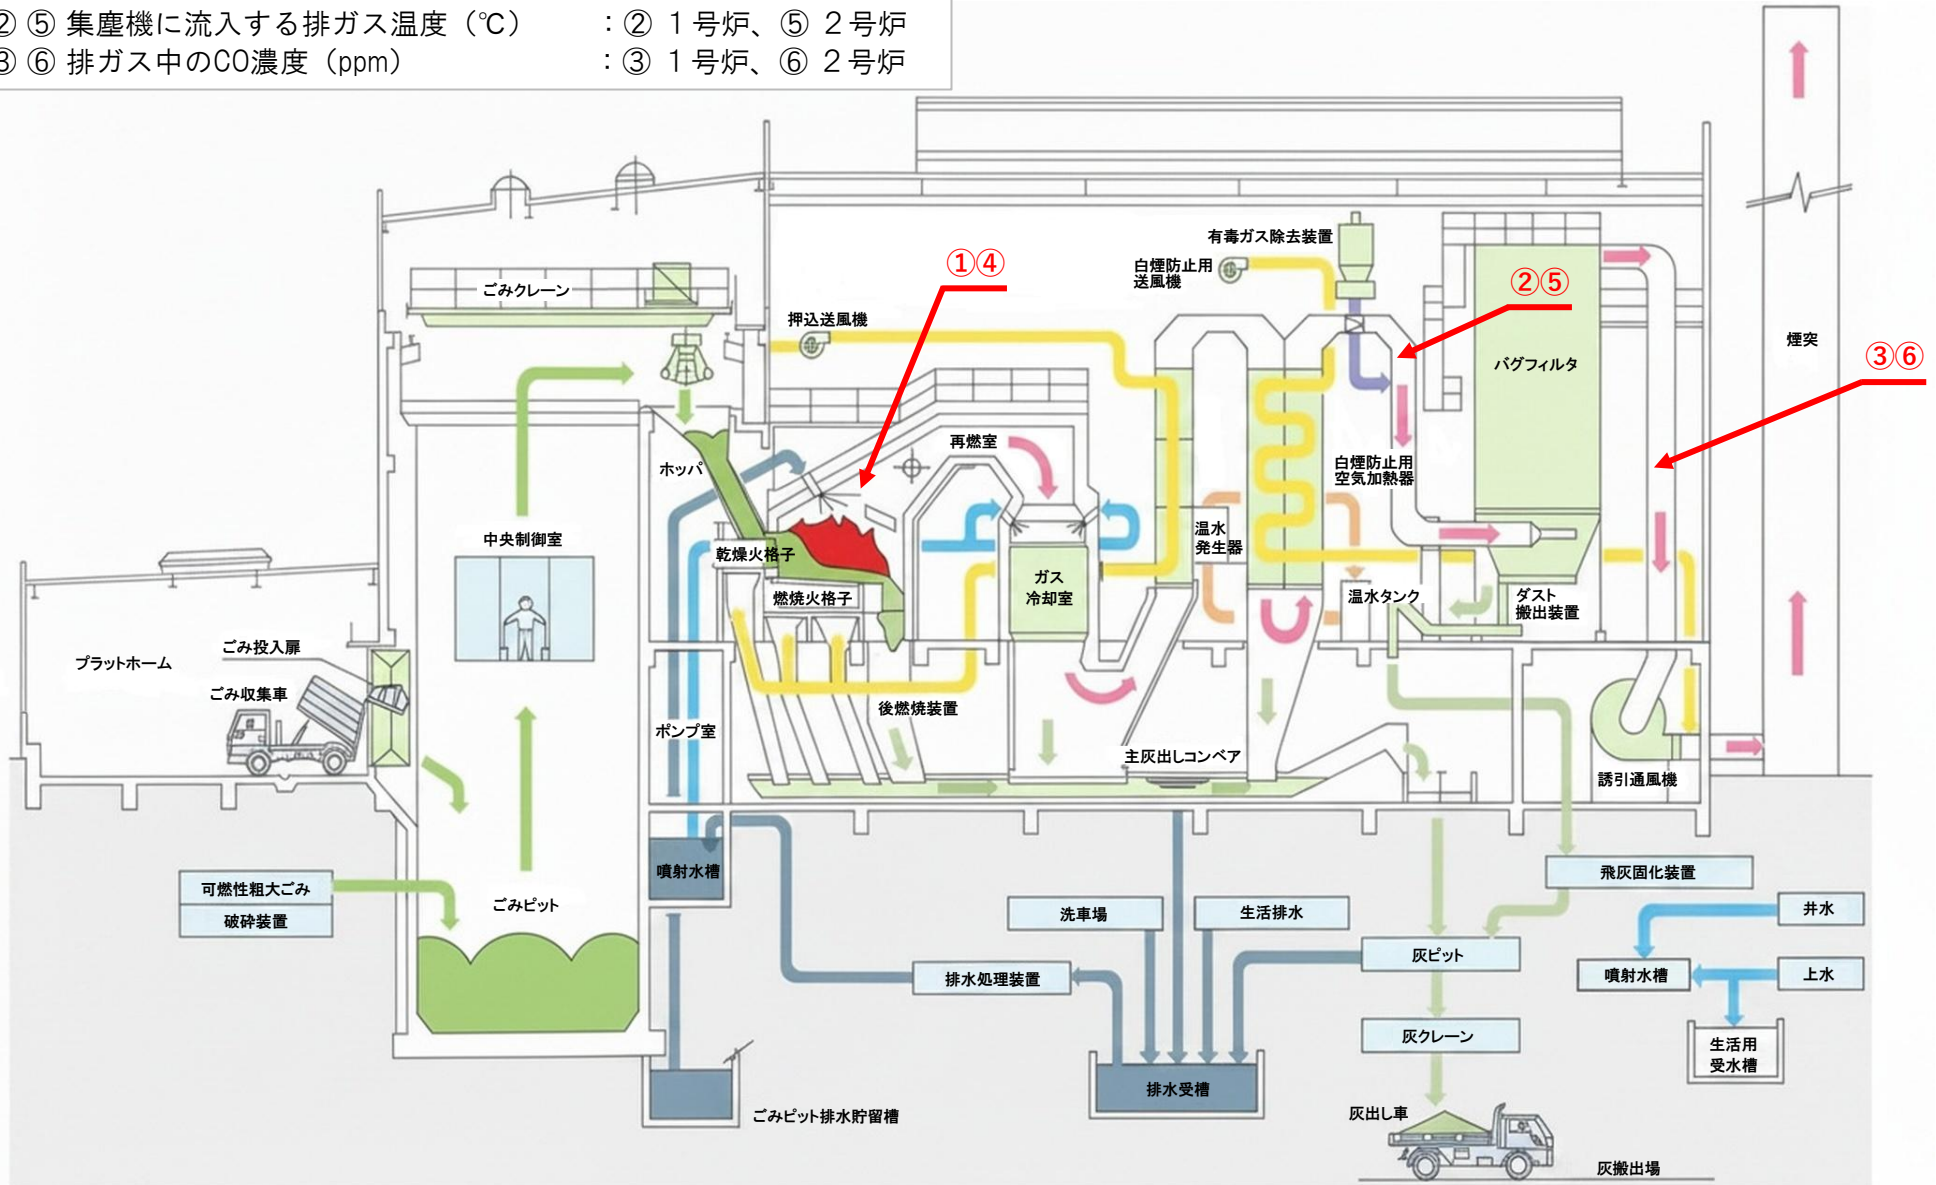 ② ⑤ 集塵機に流入する排ガス温度（℃）　：② １号炉、⑤ ２号炉
③ ⑥ 排ガス中のCO濃度（ppm）　：③ １号炉、⑥ ２号炉
有毒ガス除去装置
白煙防止用
送風機
①④
②⑤
ごみクレーン
押込送風機
煙突
③⑥
バグフィルタ
再燃室
ホッパ
白煙防止用
空気加熱器
中央制御室
乾燥火格子
温水
発生器
ガス
冷却室
燃焼火格子
温水タンク
ダスト
搬出装置
ごみ投入扉
プラットホーム
ごみ収集車
後燃焼装置
ポンプ室
主灰出しコンベア
誘引通風機
噴射水槽
飛灰固化装置
可燃性粗大ごみ
破砕装置
ごみピット
洗車場
生活排水
井水
灰ピット
排水処理装置
噴射水槽
上水
灰クレーン
生活用
受水槽
排水受槽
ごみピット排水貯留槽
灰出し車
灰搬出場